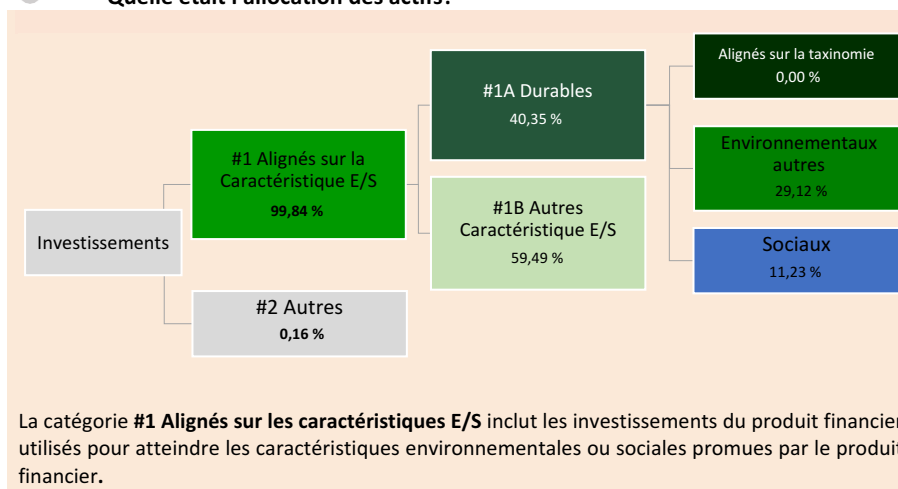 Quelle était l'allocation des actifs?
Investissements
#1 Alignés sur la
Caractéristique E/S
99,84 %
#2 Autres
0,16 %
#1A Durables
40,35 %
#1B Autres
Caractéristique E/S
59,49 %
Alignés sur la taxinomie
0,00 %
Environnementaux
autres
29,12 %
Sociaux
11,23 %
La catégorie #1 Alignés sur les caractéristiques E/S inclut les investissements du produit financier
utilisés pour atteindre les caractéristiques environnementales ou sociales promues par le produit
financier.